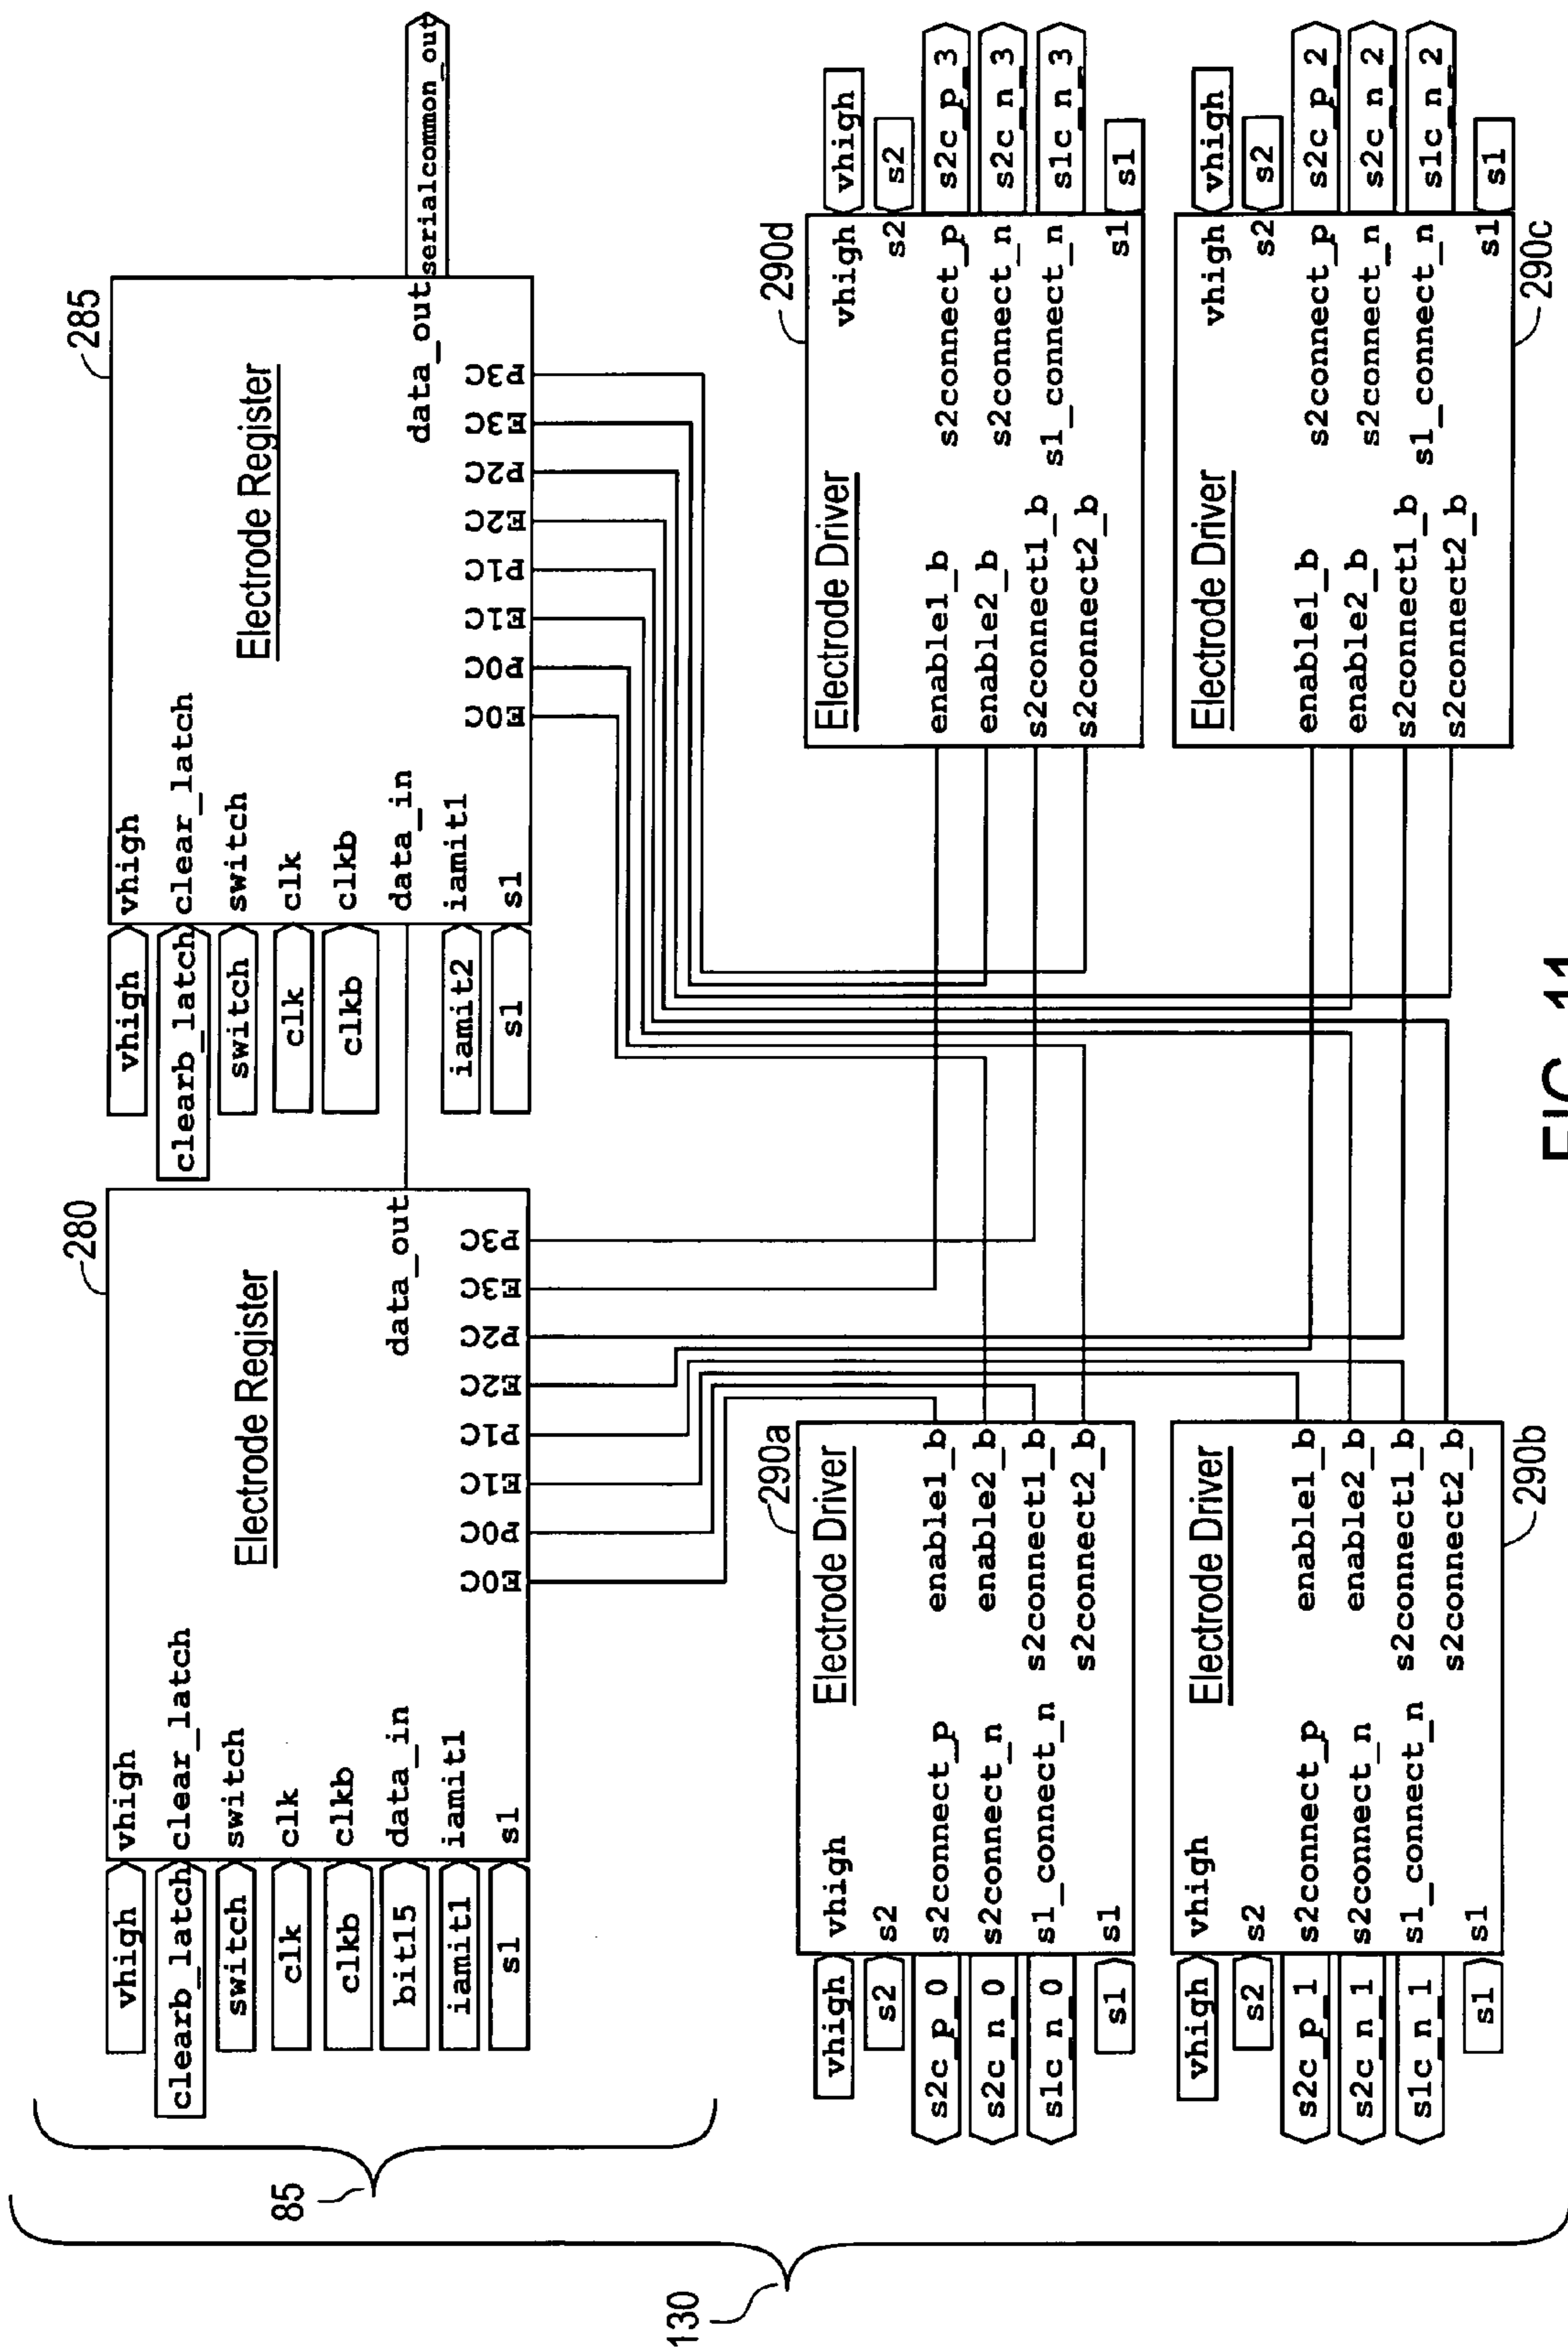 130
85
280
vhigh
clearb_latch
switch
clk
clkb
bit15
iamit1
s1
vhigh
clear_latch
switch
clk
clkb
data_in
iamit1
s1
Electrode Register
data_out
E0C
P0C
E1C
P1C
E2C
P2C
E3C
P3C
285
vhigh
clearb_latch
switch
clk
clkb
iamit2
s1
vhigh
clear_latch
switch
clk
clkb
data_in
iamit1
s1
Electrode Register
data_out
E0C
P0C
E1C
P1C
E2C
P2C
E3C
P3C
serialcommon_out
290a
vhigh
s2
s2c_p_0
s2c_n_0
s1c_n_0
s1
vhigh
s2
s2connect_p
s2connect_n
s1_connect_n
s1
Electrode Driver
enable1_b
enable2_b
s2connect1_b
s2connect2_b
290d
Electrode Driver
enable1_b
enable2_b
s2connect1_b
s2connect2_b
vhigh
s2
s2connect_p
s2connect_n
s1_connect_n
s1
vhigh
s2
s2c_p_3
s2c_n_3
s1c_n_3
s1
vhigh
s2
s2c_p_1
s2c_n_1
s1c_n_1
s1
vhigh
s2
s2connect_p
s2connect_n
s1_connect_n
s1
Electrode Driver
enable1_b
enable2_b
s2connect1_b
s2connect2_b
290b
Electrode Driver
enable1_b
enable2_b
s2connect1_b
s2connect2_b
vhigh
s2
s2connect_p
s2connect_n
s1_connect_n
s1
vhigh
s2
s2c_p_2
s2c_n_2
s1c_n_2
s1
290c
FIG. 11